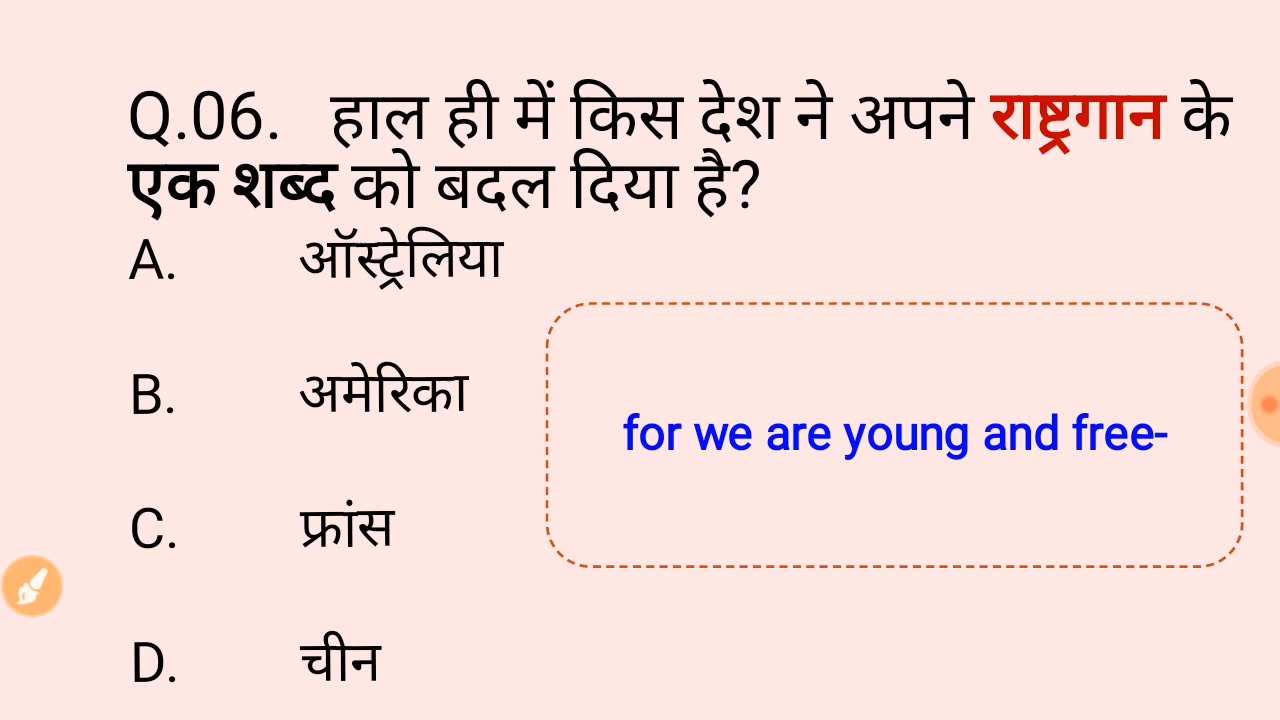 Q.06. हाल ही में किस देश ने अपने राष्ट्रगान के
एक शब्द को बदल दिया है?
A. ऑस्ट्रेलिया
B. अमेरिका
for we are young and free-
C. फ्रांस
D. चीन